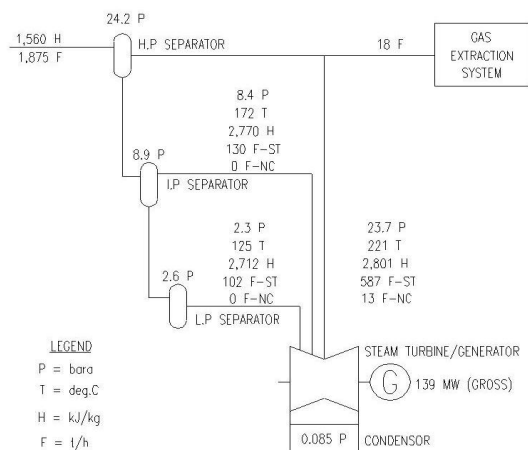 24.2 P
1,560 H
1,875 F
H.P SEPARATOR
18 F
GAS
EXTRACTION
SYSTEM
8.4 P
172 T
2,770 H
130 F-ST
0 F-NC
8.9 P
I.P SEPARATOR
2.3 P
125 T
2,712 H
102 F-ST
0 F-NC
23.7 P
221 T
2,801 H
587 F-ST
13 F-NC
2.6 P
L.P SEPARATOR
LEGEND
P = bara
T = deg.C
H = kJ/kg
F = t/h
STEAM TURBINE/GENERATOR
G
139 MW (GROSS)
0.085 P
CONDENSOR